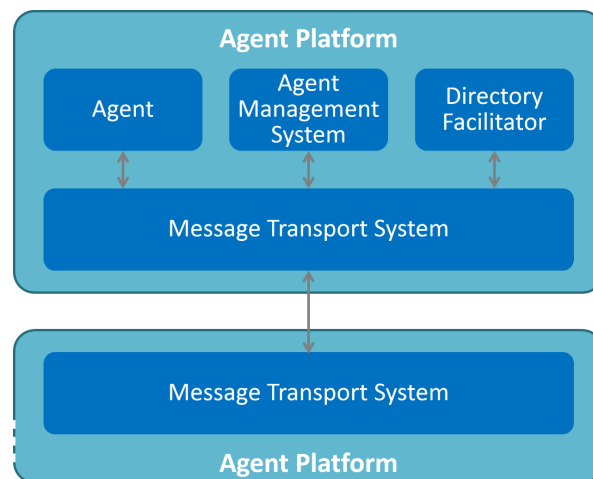 Agent Platform
Agent
Agent
Management
System
Directory
Facilitator
Message Transport System
Message Transport System
Agent Platform